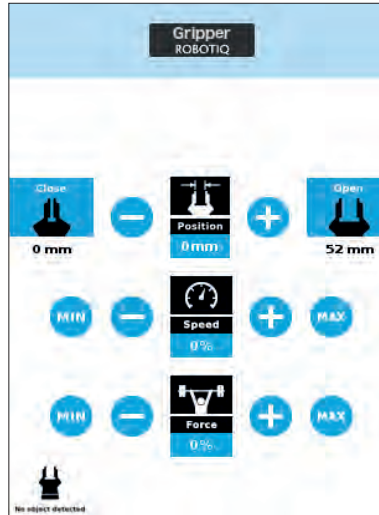 Gripper
ROBOTIQ
Close
Open
Position
0 mm
0mm
52 mm
MIN
MAX
Speed
0%
MIN
MAX
Force
0%
No object detected